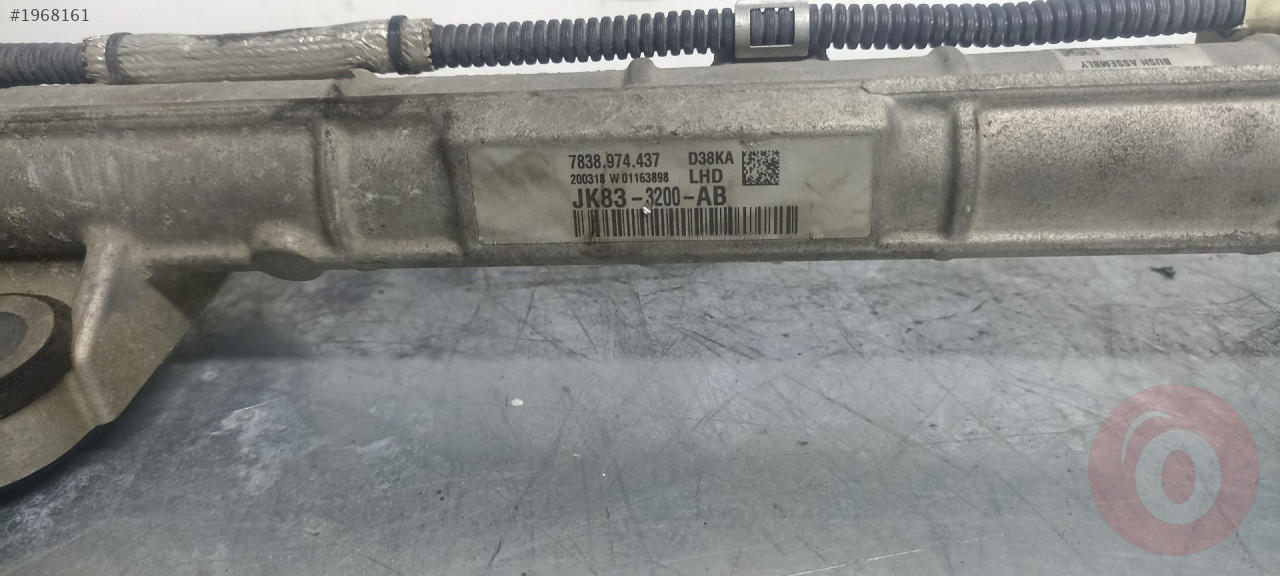 #1968161
BUSH ASSEMBLY
7838.974.437 D38KA
200318 W 01163898 LHD
JK83-3200-AB